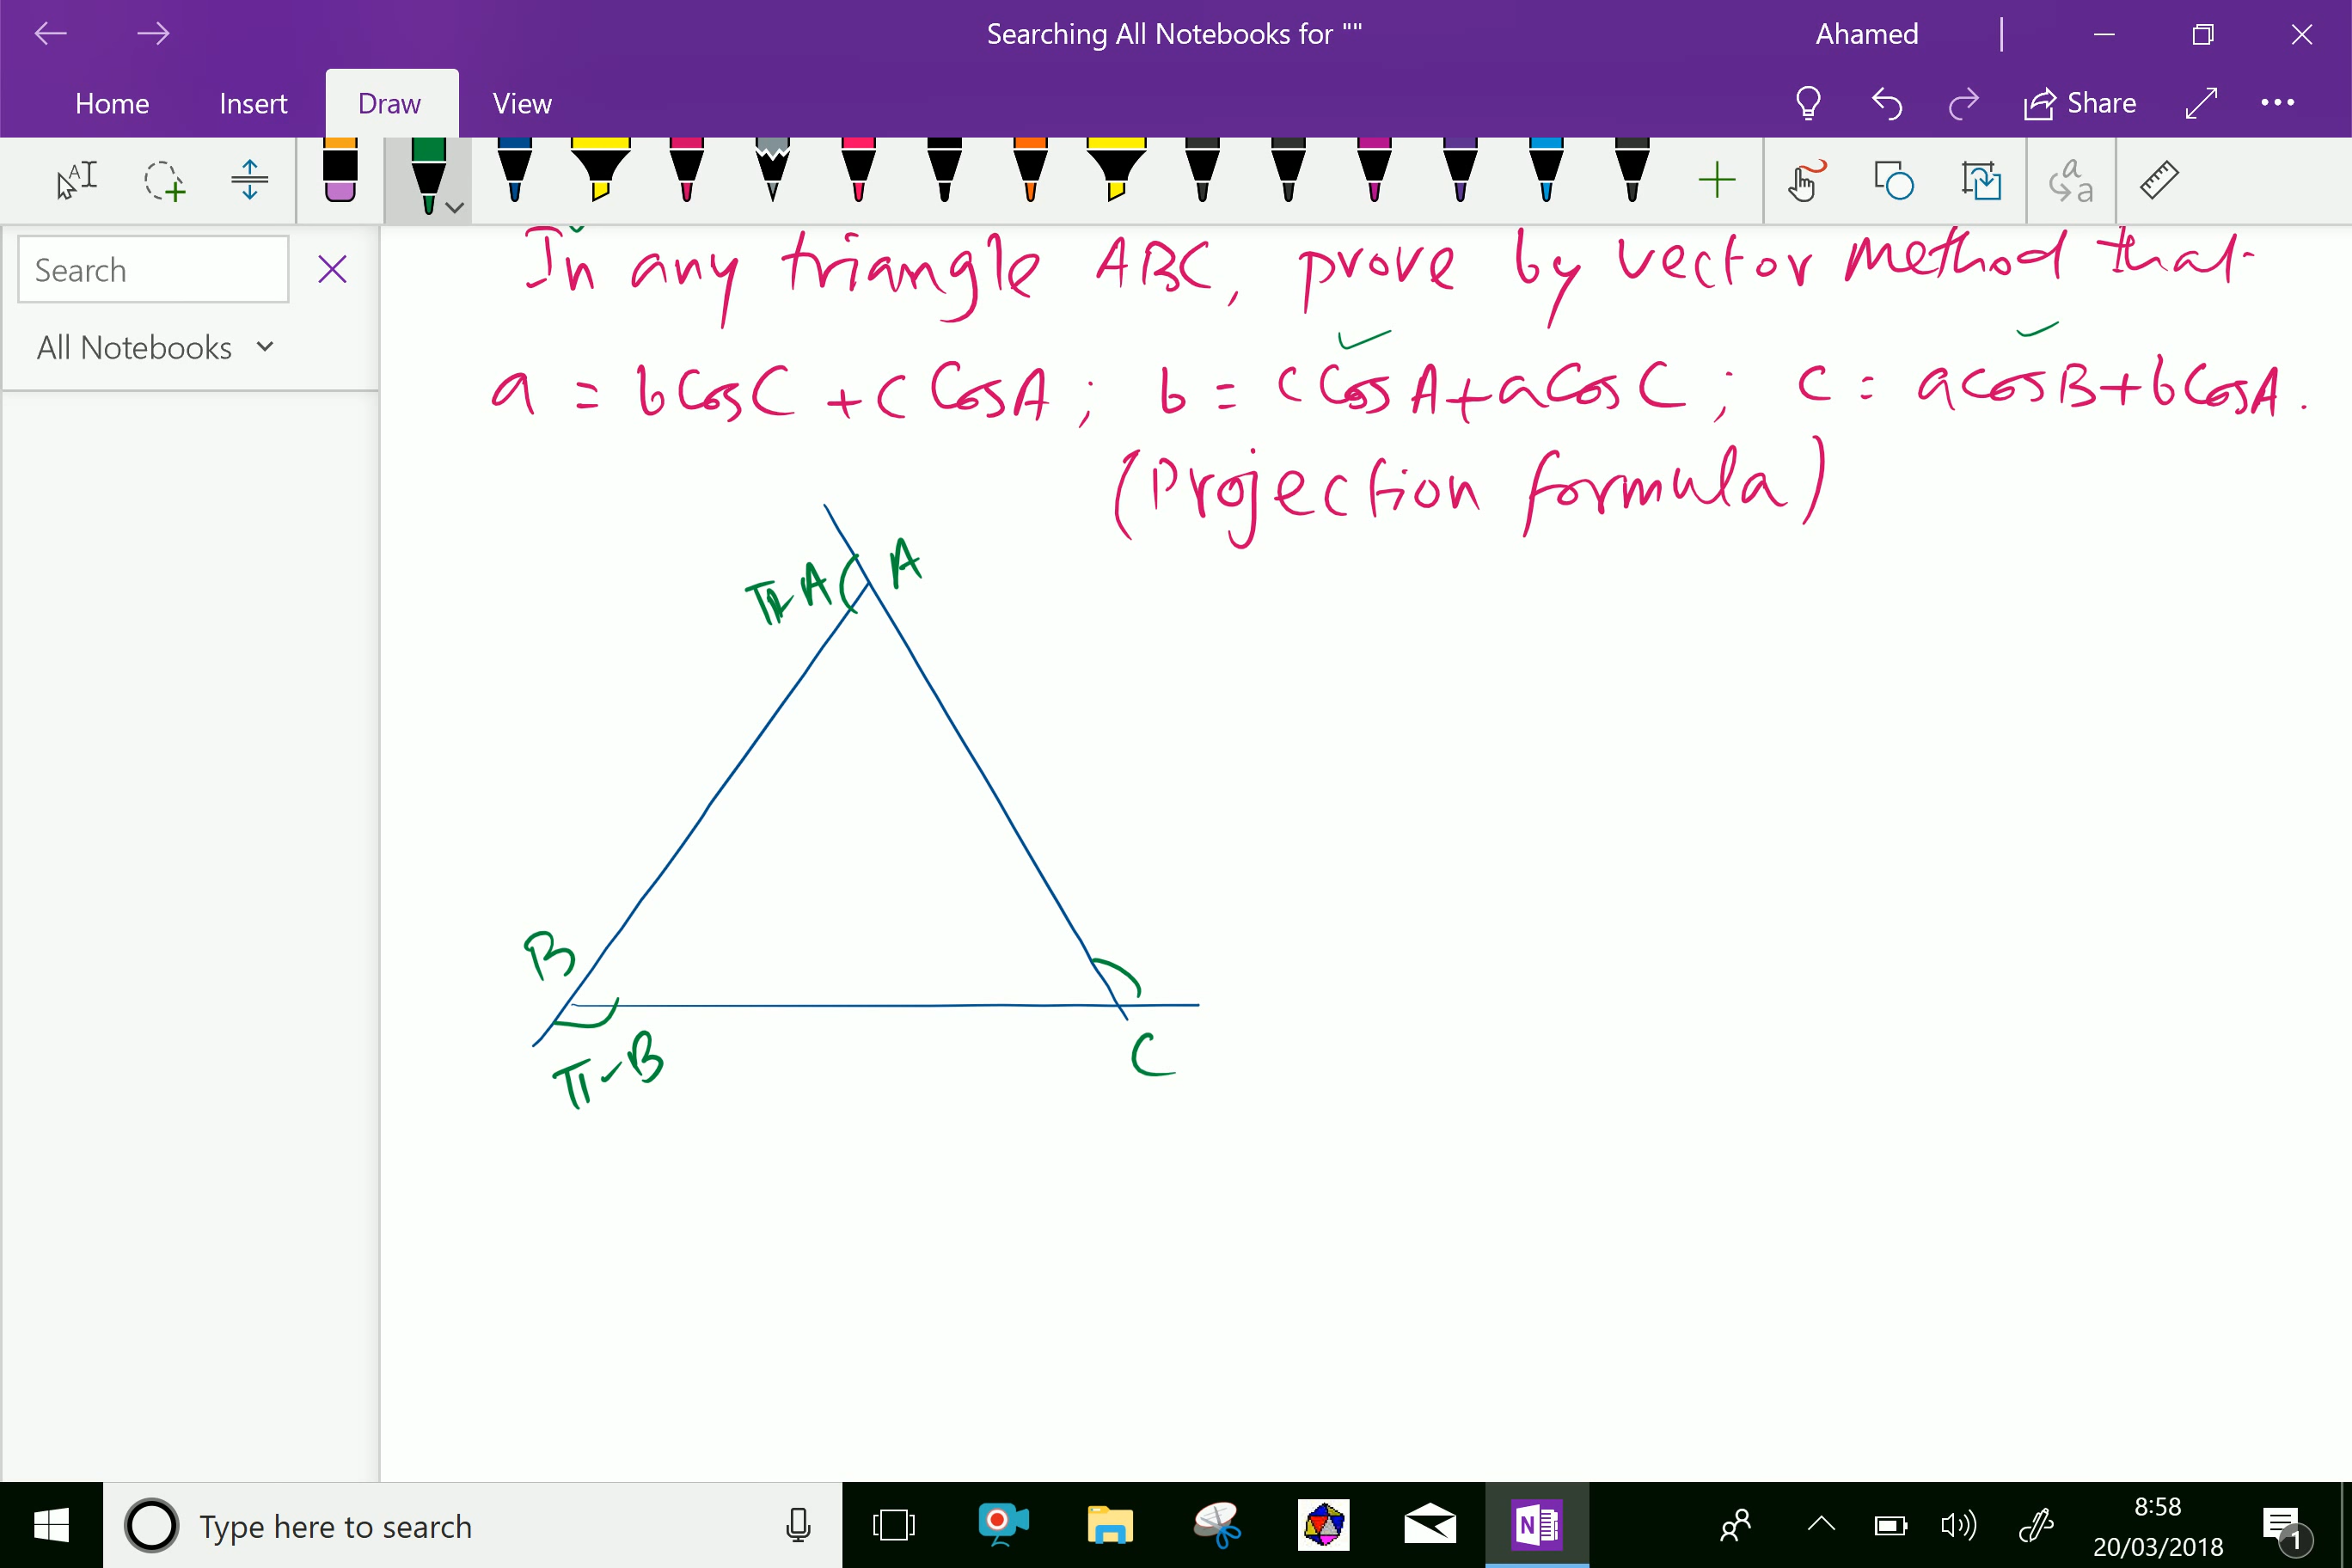 Searching All Notebooks for ""
Ahamed
Home Insert Draw View
Share
Search
All Notebooks
In any triangle ABC, prove by vector method that
a = bCosC + cCosA ; b = cCosA+aCosC ; c = acosB+bCosA.
(Projection formula)
π-A
A
B
π-B
C
Type here to search
8:58
20/03/2018
1